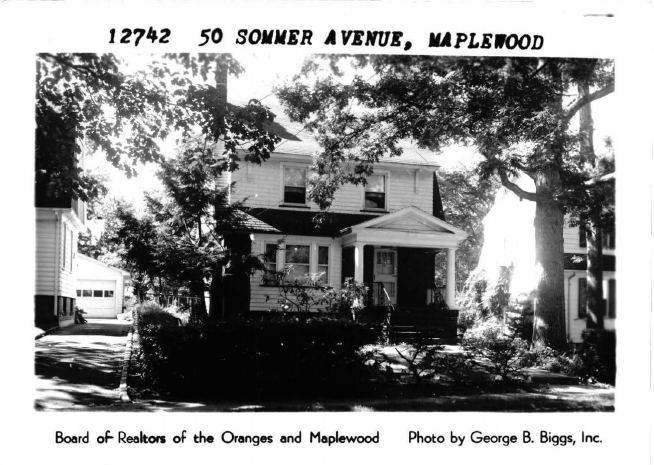 12742 50 SOMMER AVENUE, MAPLEWOOD
Board of Realtors of the Oranges and Maplewood Photo by George B. Biggs, Inc.